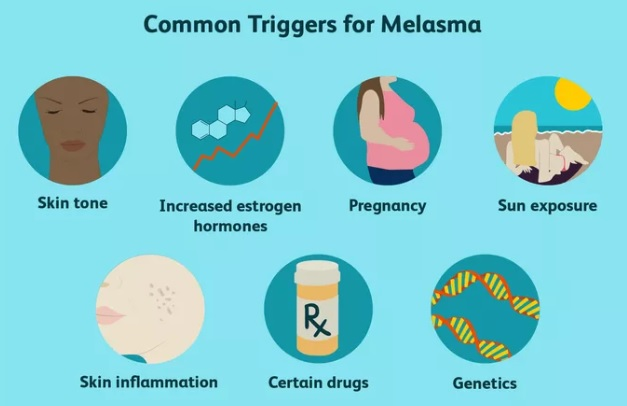 Common Triggers for Melasma
Skin tone
Increased estrogen
hormones
Pregnancy
Sun exposure
Rx
Skin inflammation
Certain drugs
Genetics